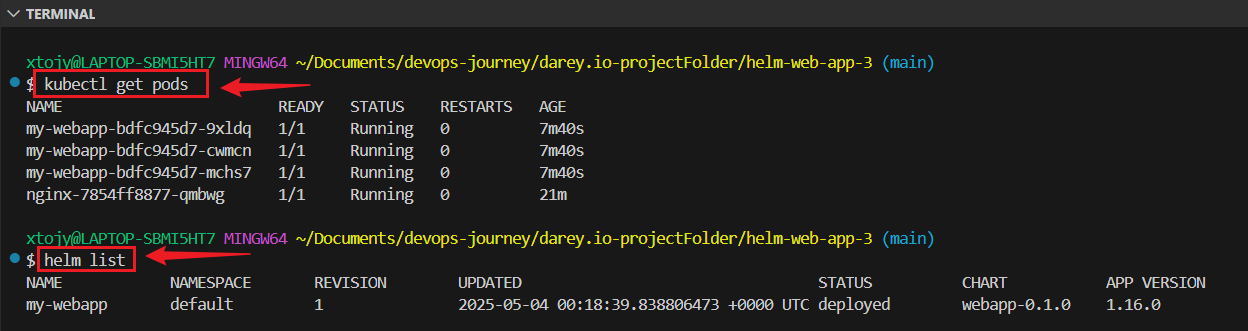 TERMINAL
xtojy@LAPTOP-SBMI5HT7 MINGW64 ~/Documents/devops-journey/darey.io-projectFolder/helm-web-app-3 (main)
$ kubectl get pods
NAME READY STATUS RESTARTS AGE
my-webapp-bdfc945d7-9xldq 1/1 Running 0 7m40s
my-webapp-bdfc945d7-cwmcn 1/1 Running 0 7m40s
my-webapp-bdfc945d7-mchs7 1/1 Running 0 7m40s
nginx-7854ff8877-qmbwg 1/1 Running 0 21m
xtojy@LAPTOP-SBMI5HT7 MINGW64 ~/Documents/devops-journey/darey.io-projectFolder/helm-web-app-3 (main)
$ helm list
NAME NAMESPACE REVISION UPDATED STATUS CHART APP VERSION
my-webapp default 1 2025-05-04 00:18:39.838806473 +0000 UTC deployed webapp-0.1.0 1.16.0